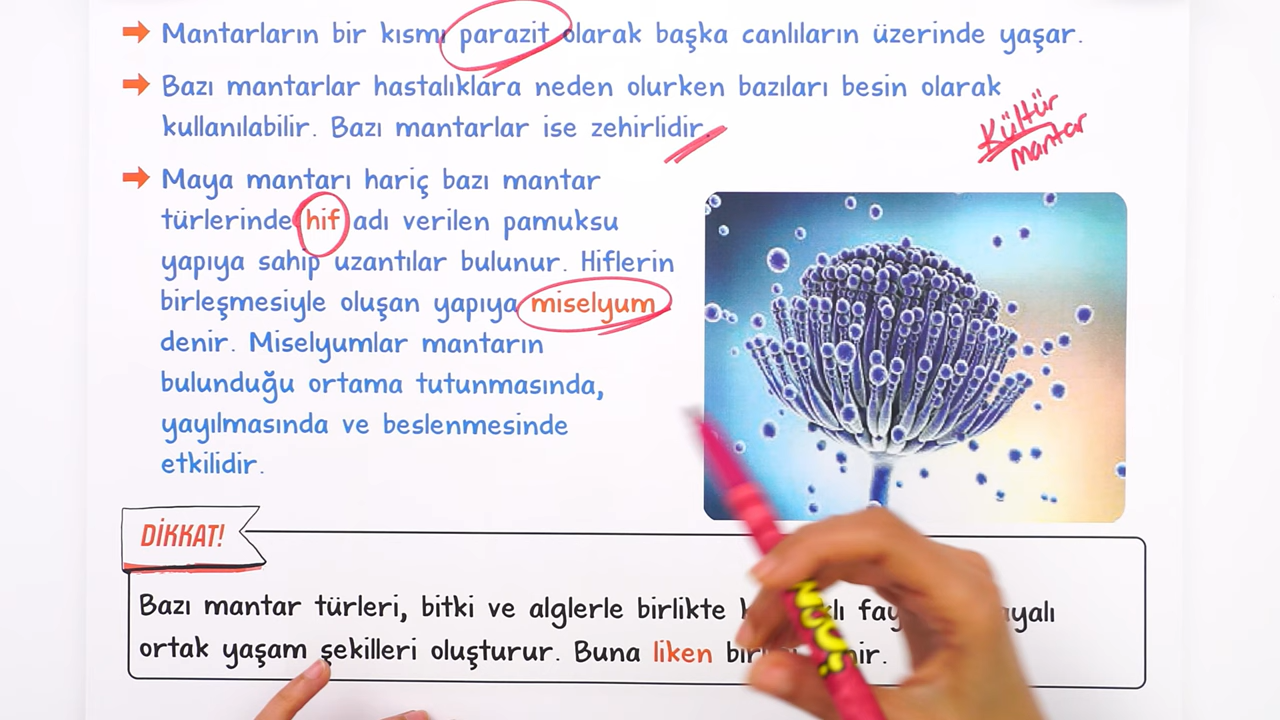 Mantarların bir kısmı parazit olarak başka canlıların üzerinde yaşar.
Bazı mantarlar hastalıklara neden olurken bazıları besin olarak
kullanılabilir. Bazı mantarlar ise zehirlidir.
Kültür
mantar
Maya mantarı hariç bazı mantar
türlerinde hif adı verilen pamuksu
yapıya sahip uzantılar bulunur. Hiflerin
birleşmesiyle oluşan yapıya miselyum
denir. Miselyumlar mantarın
bulunduğu ortama tutunmasında,
yayılmasında ve beslenmesinde
etkilidir.
DİKKAT!
Bazı mantar türleri, bitki ve alglerle birlikte
ortak yaşam şekilleri oluşturur. Buna liken